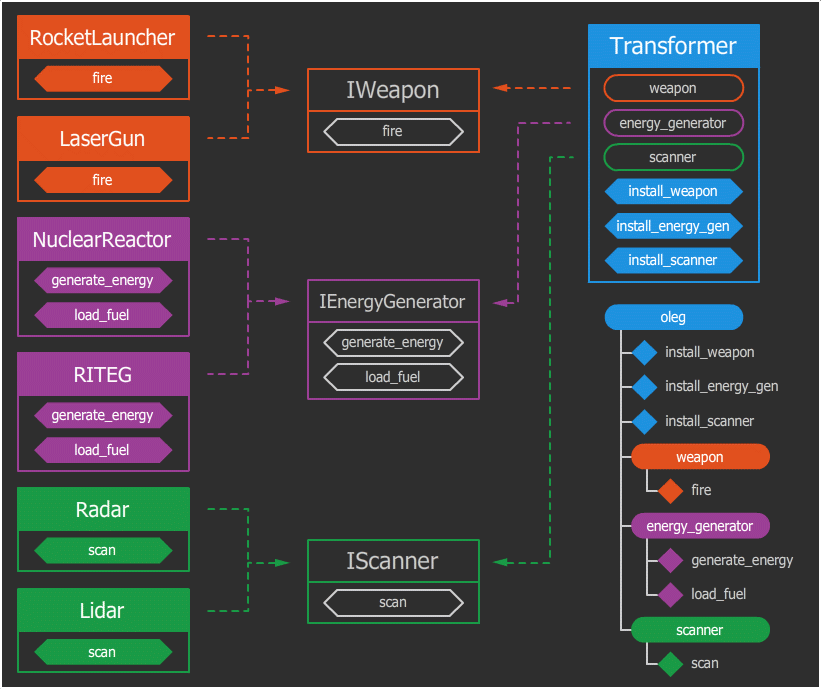 RocketLauncher
fire
LaserGun
fire
NuclearReactor
generate_energy
load_fuel
RITEG
generate_energy
load_fuel
Radar
scan
Lidar
scan
IWeapon
fire
IEnergyGenerator
generate_energy
load_fuel
IScanner
scan
Transformer
weapon
energy_generator
scanner
install_weapon
install_energy_gen
install_scanner
oleg
install_weapon
install_energy_gen
install_scanner
weapon
fire
energy_generator
generate_energy
load_fuel
scanner
scan